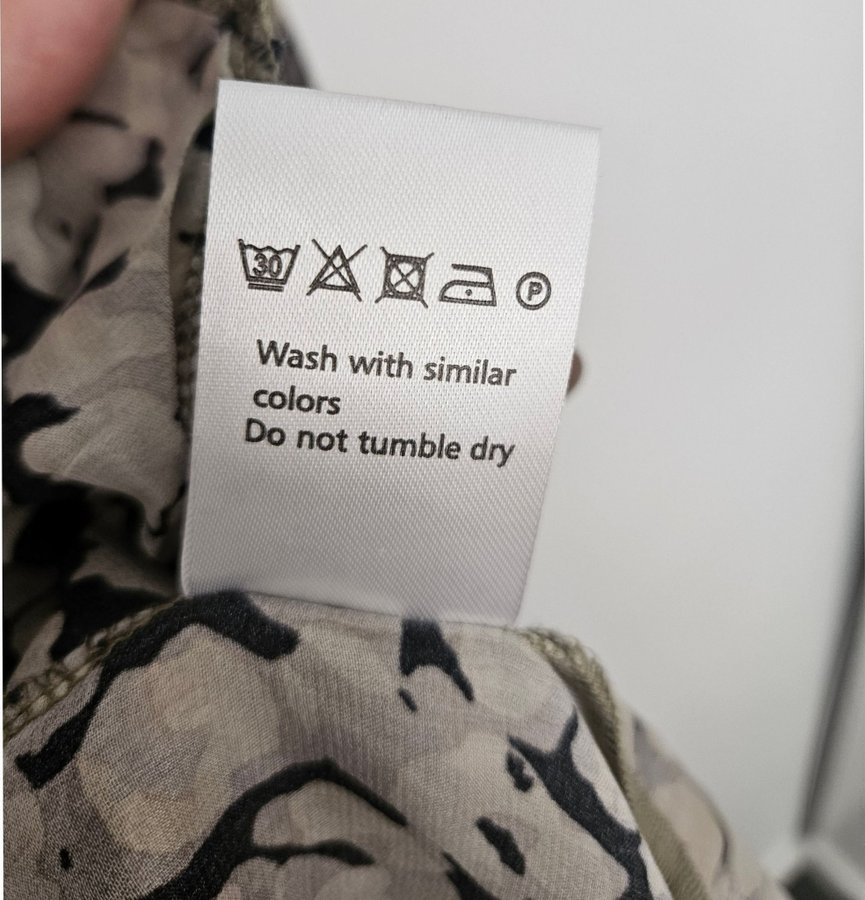 30 P
Wash with similar
colors
Do not tumble dry